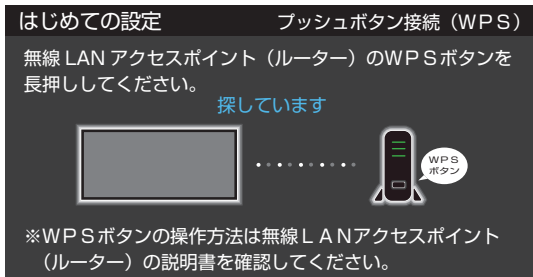 はじめての設定 プッシュボタン接続（ＷＰＳ）
無線 LAN アクセスポイント（ルーター）のＷＰＳボタンを
長押ししてください。
探しています
ＷＰＳ
ボタン
※ＷＰＳボタンの操作方法は無線ＬＡＮアクセスポイント
（ルーター）の説明書を確認してください。